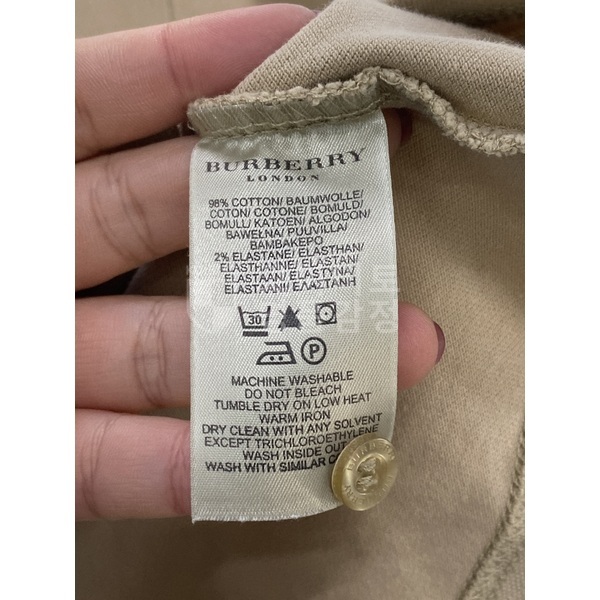 BURBERRY
LONDON
98% COTTON/ BAUMWOLLE/
COTON/ COTONE/ BOMULD/
BOMULL/ KATOEN/ ALGODON/
BAWEŁNA/ PUUVILLA/
ΒΑΜΒΑΚΕΡΟ
2% ELASTANE/ ELASTHAN/
ELASTHANNE/ ELASTAN/
ELASTAAN/ ELASTYNA/
ELASTAANI/ ΕΛΑΣΤΑΝΗ
30
P
MACHINE WASHABLE
DO NOT BLEACH
TUMBLE DRY ON LOW HEAT
WARM IRON
DRY CLEAN WITH ANY SOLVENT
EXCEPT TRICHLOROETHYLENE
WASH INSIDE
WASH WITH SIMILAR